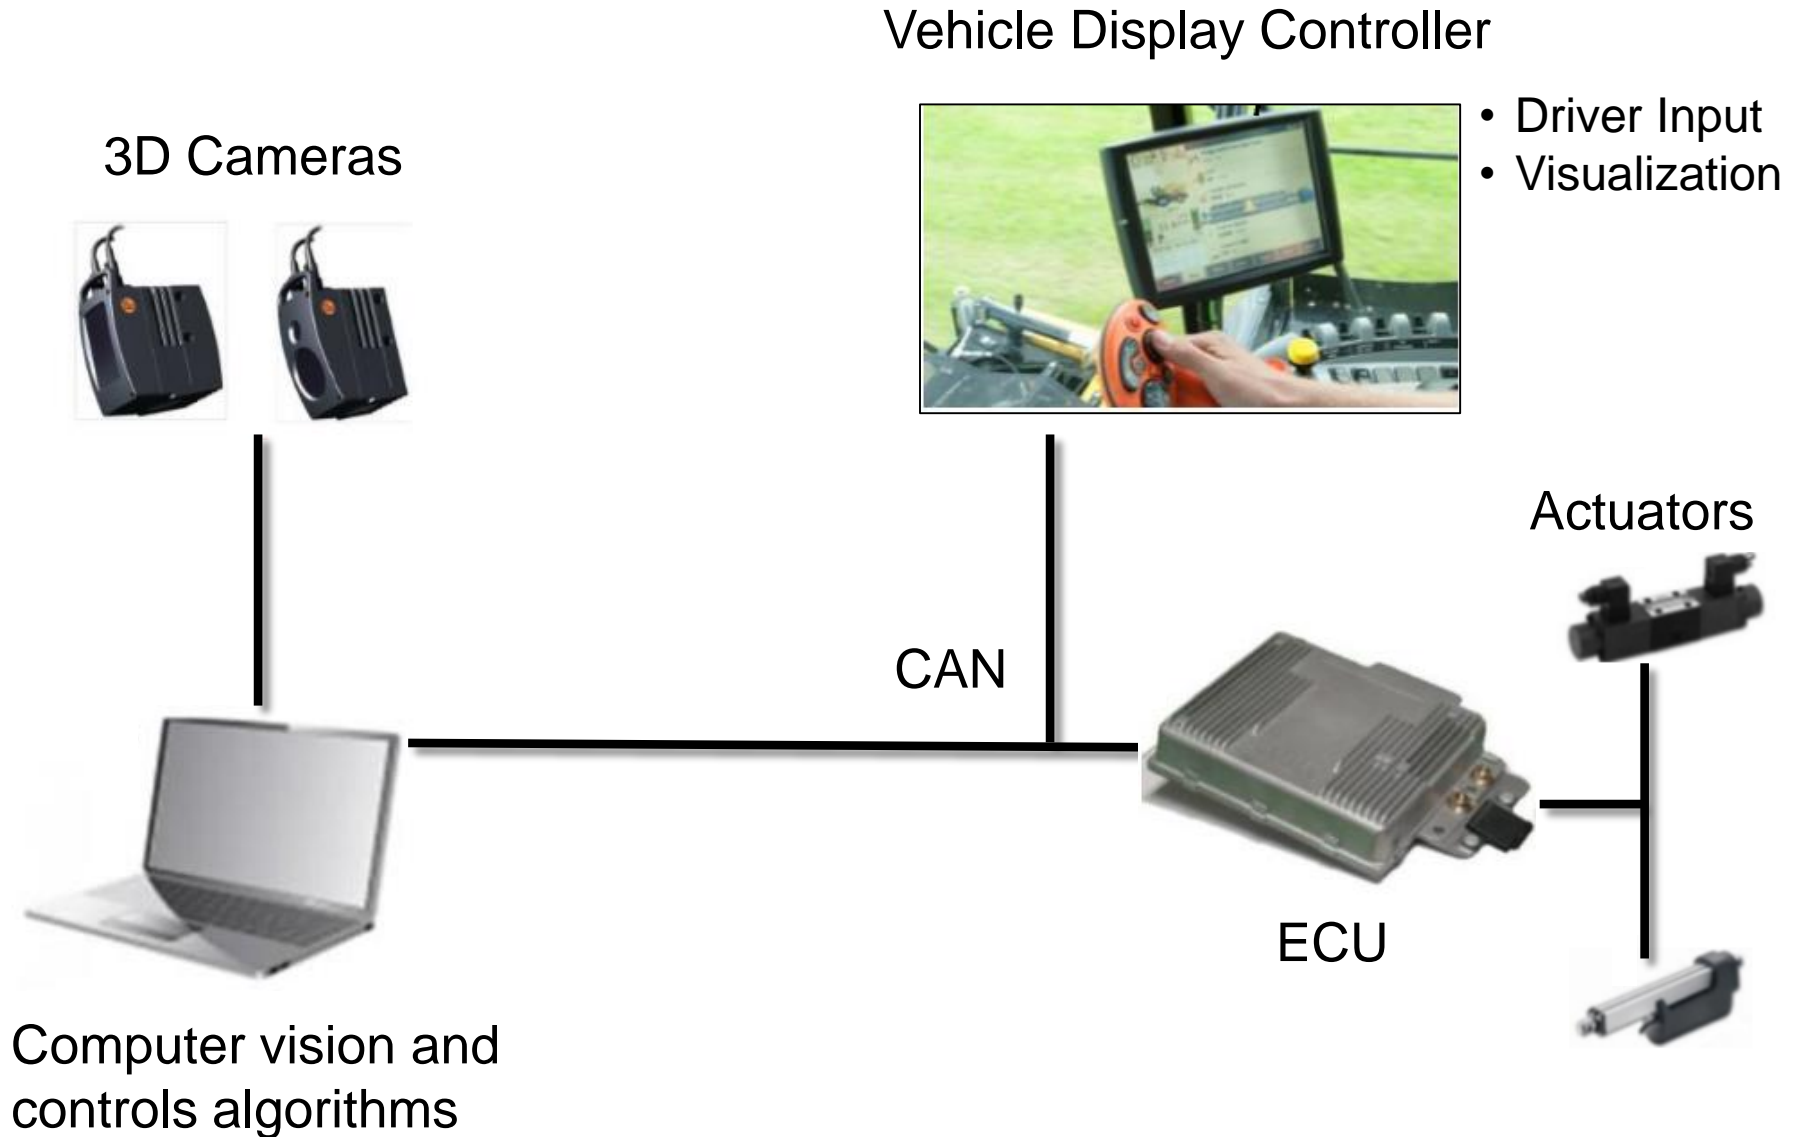 Vehicle Display Controller
• Driver Input
• Visualization
3D Cameras
Actuators
CAN
ECU
Computer vision and
controls algorithms